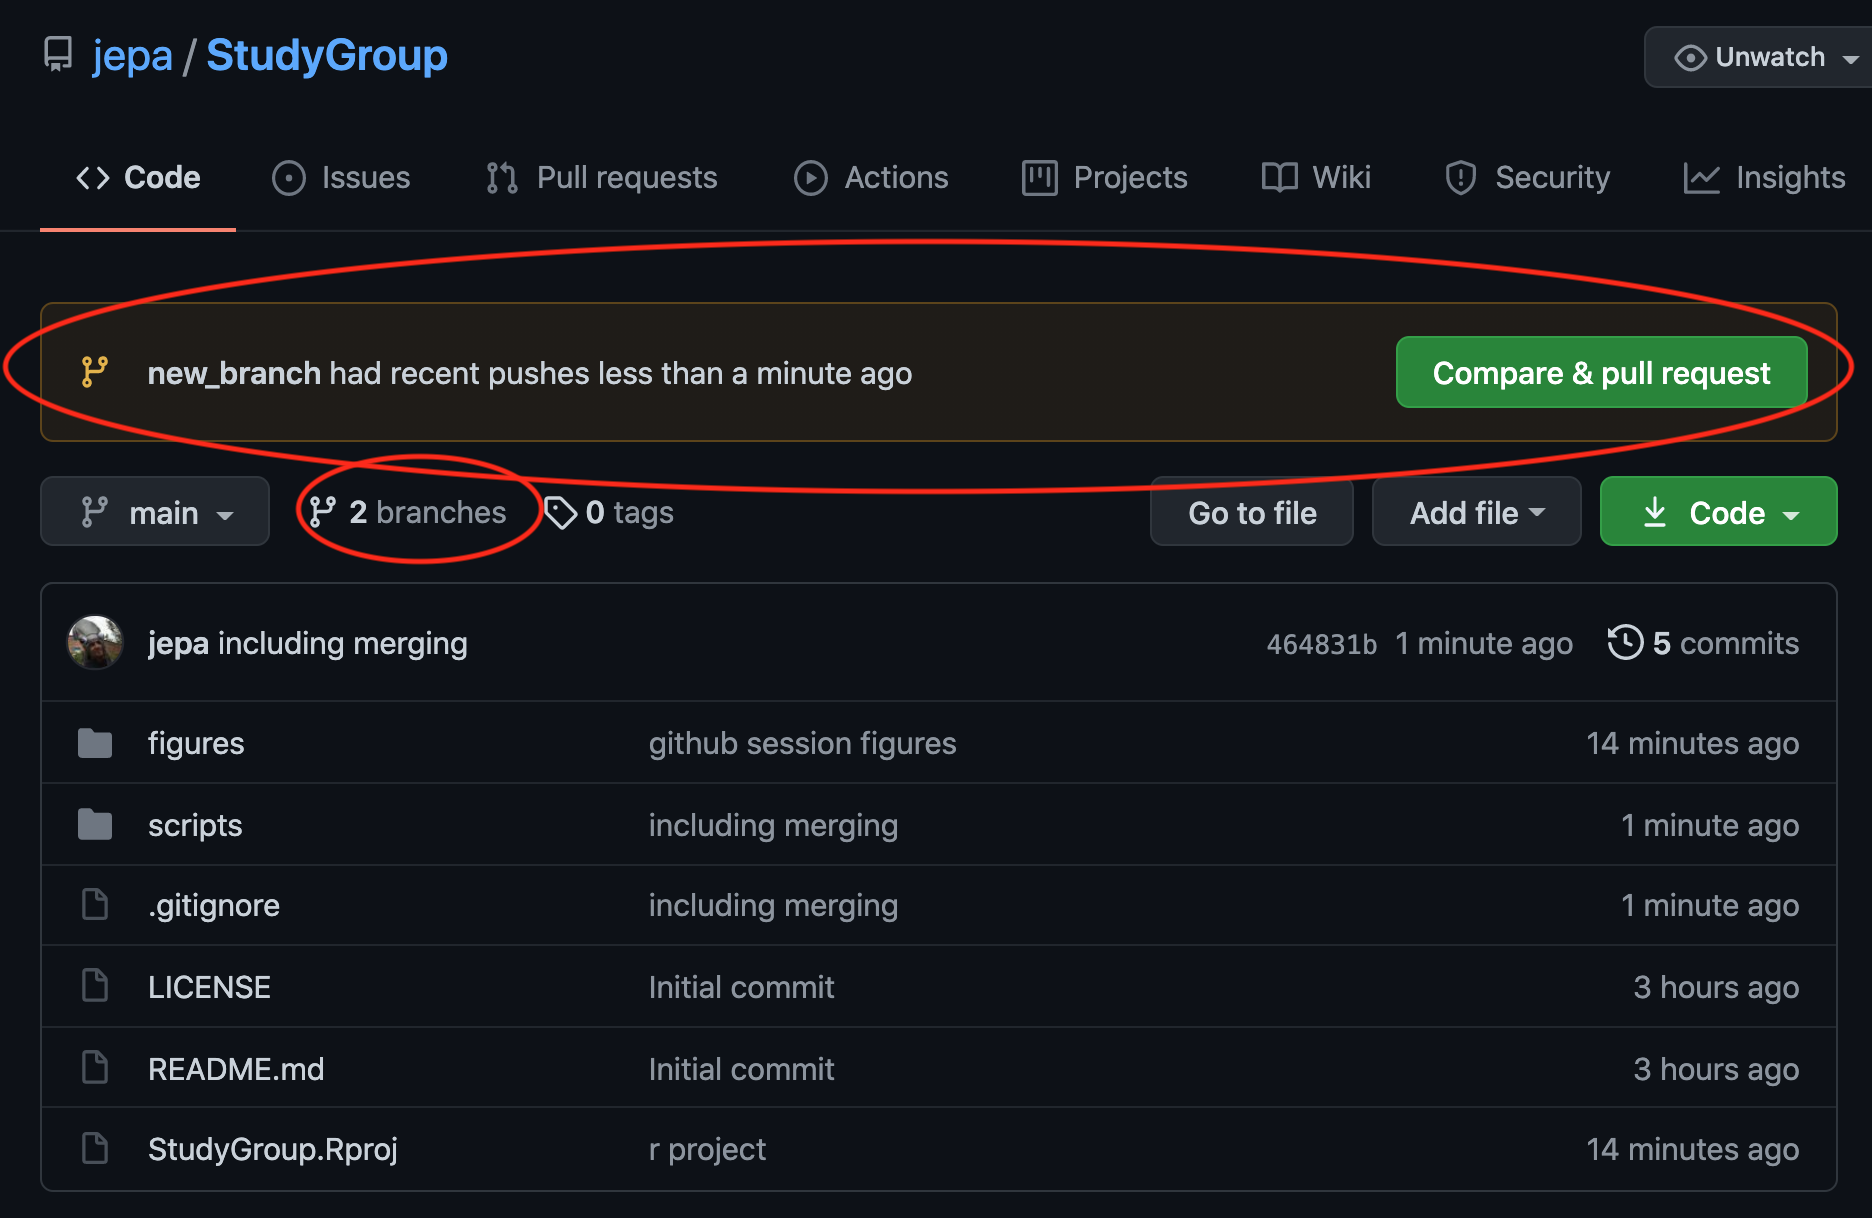 jepa / StudyGroup
Unwatch
Code Issues Pull requests Actions Projects Wiki Security Insights
new_branch had recent pushes less than a minute ago
Compare & pull request
main 2 branches 0 tags Go to file Add file Code
jepa including merging 464831b 1 minute ago 5 commits
figures github session figures 14 minutes ago
scripts including merging 1 minute ago
.gitignore including merging 1 minute ago
LICENSE Initial commit 3 hours ago
README.md Initial commit 3 hours ago
StudyGroup.Rproj r project 14 minutes ago